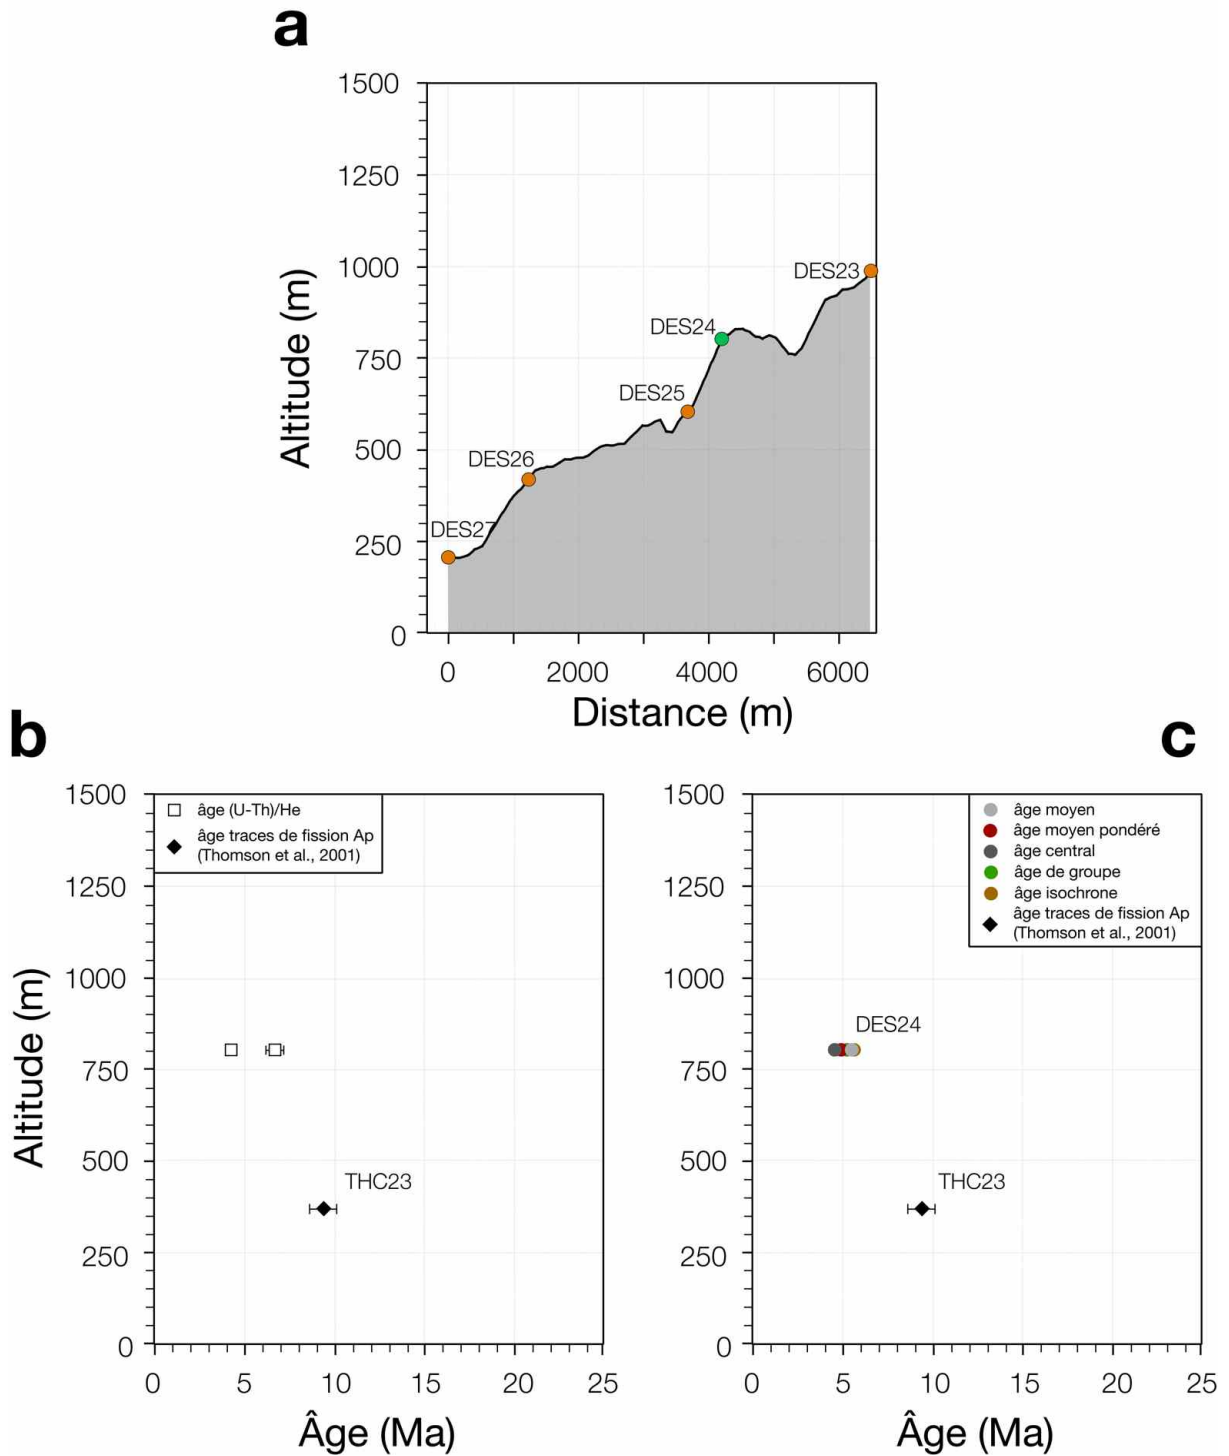 a
1500
1250
1000
750
500
250
0
Altitude (m)
DES23
DES24
DES25
DES26
DES27
0 2000 4000 6000
Distance (m)
b
1500
1250
1000
750
500
250
0
Altitude (m)
âge (U-Th)/He
âge traces de fission Ap
(Thomson et al., 2001)
THC23
0 5 10 15 20 25
Âge (Ma)
c
1500
1250
1000
750
500
250
0
âge moyen
âge moyen pondéré
âge central
âge de groupe
âge isochrone
âge traces de fission Ap
(Thomson et al., 2001)
DES24
THC23
0 5 10 15 20 25
Âge (Ma)